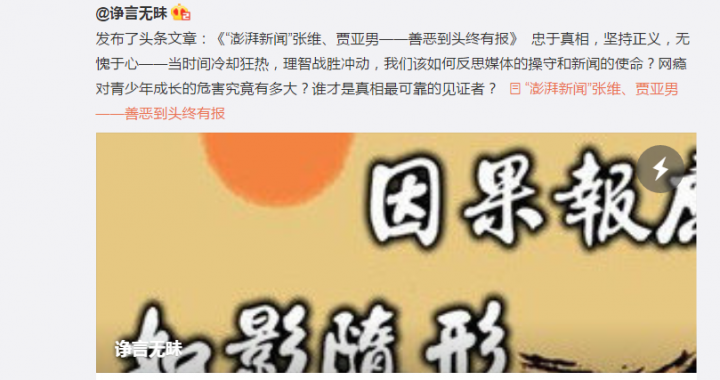 @诤言无昧
发布了头条文章：《“澎湃新闻”张维、贾亚男——善恶到头终有报》 忠于真相，坚持正义，无
愧于心——当时间冷却狂热，理智战胜冲动，我们该如何反思媒体的操守和新闻的使命？网瘾
对青少年成长的危害究竟有多大？谁才是真相最可靠的见证者？ “澎湃新闻”张维、贾亚男
——善恶到头终有报
因果報應
如影隨形
诤言无昧